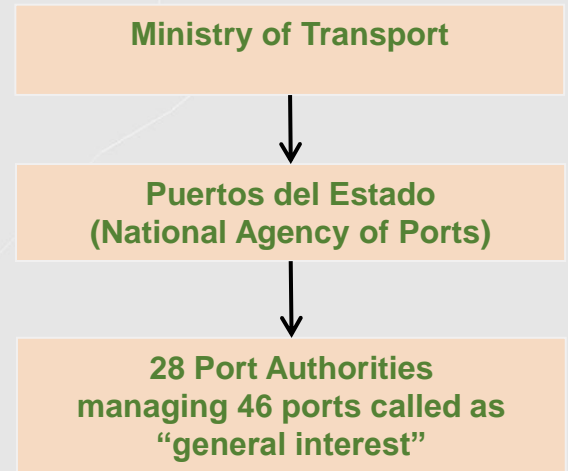 Ministry of Transport
Puertos del Estado
(National Agency of Ports)
28 Port Authorities
managing 46 ports called as
“general interest”